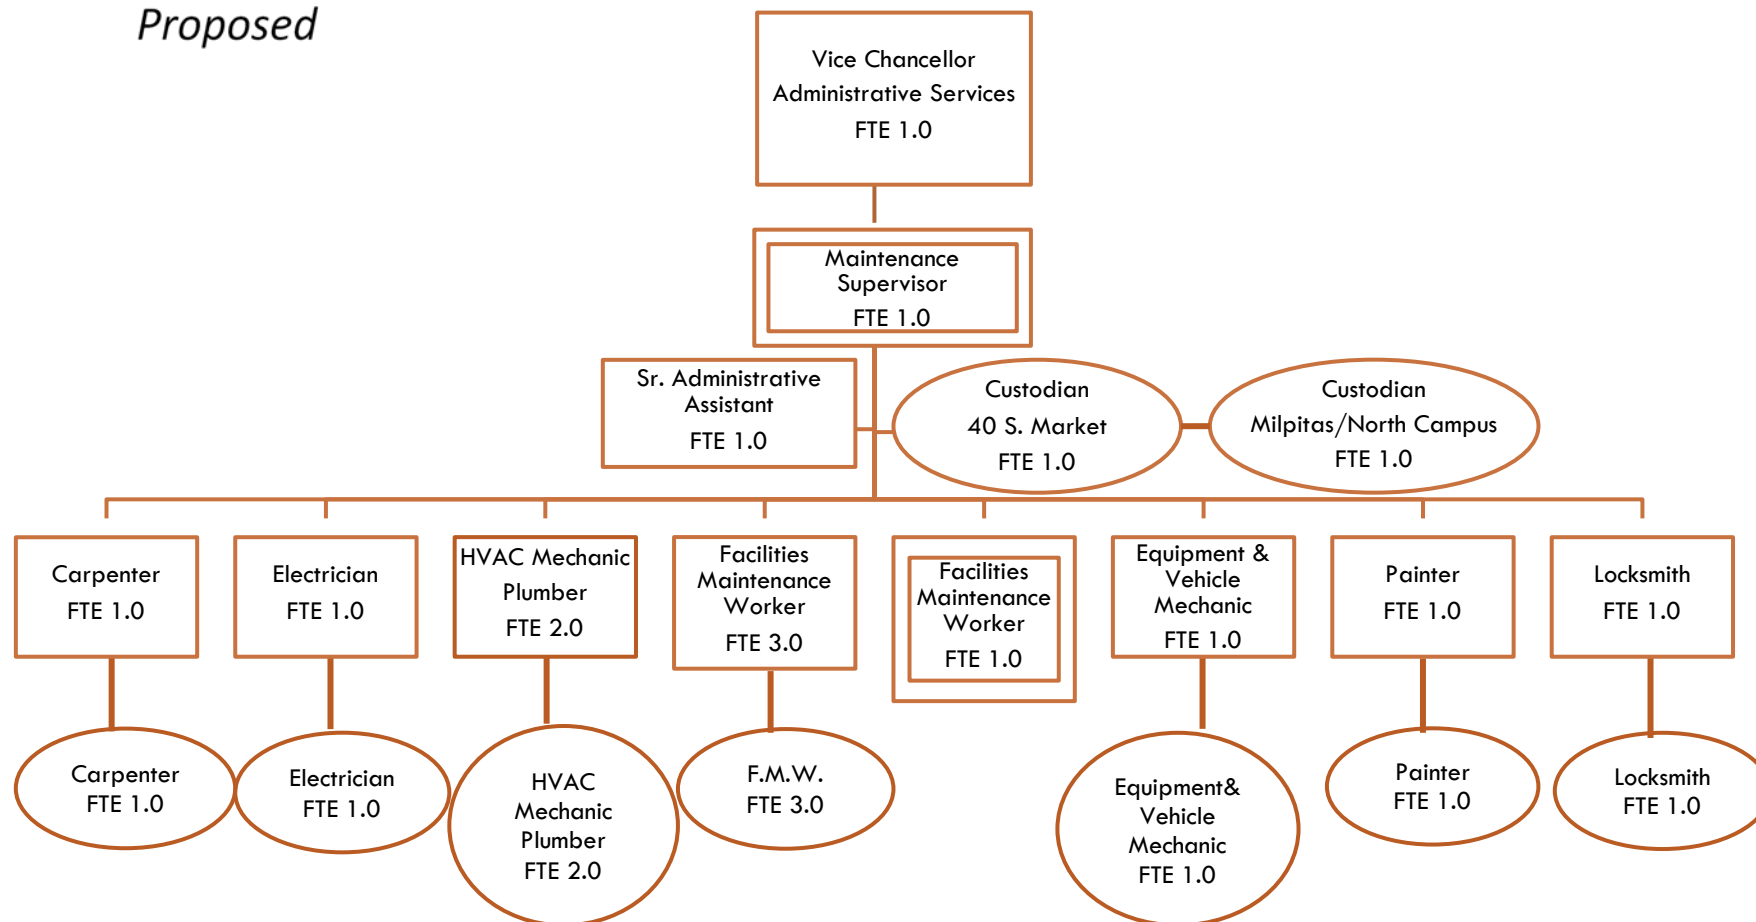 Proposed
Vice Chancellor
Administrative Services
FTE 1.0
Maintenance
Supervisor
FTE 1.0
Sr. Administrative
Assistant
FTE 1.0
Custodian
40 S. Market
FTE 1.0
Custodian
Milpitas/North Campus
FTE 1.0
Carpenter
FTE 1.0
Electrician
FTE 1.0
HVAC Mechanic
Plumber
FTE 2.0
Facilities
Maintenance
Worker
FTE 3.0
Facilities
Maintenance
Worker
FTE 1.0
Equipment &
Vehicle
Mechanic
FTE 1.0
Painter
FTE 1.0
Locksmith
FTE 1.0
Carpenter
FTE 1.0
Electrician
FTE 1.0
HVAC
Mechanic
Plumber
FTE 2.0
F.M.W.
FTE 3.0
Equipment&
Vehicle
Mechanic
FTE 1.0
Painter
FTE 1.0
Locksmith
FTE 1.0